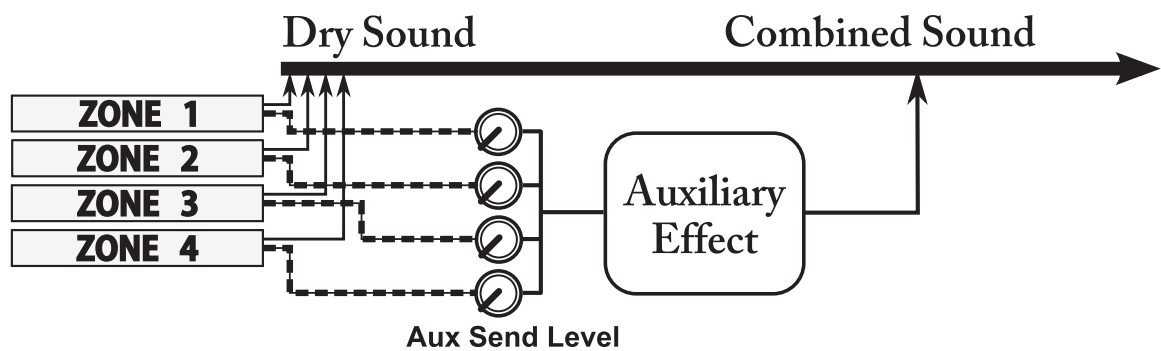 Dry Sound
Combined Sound
ZONE 1
ZONE 2
ZONE 3
ZONE 4
Auxiliary
Effect
Aux Send Level